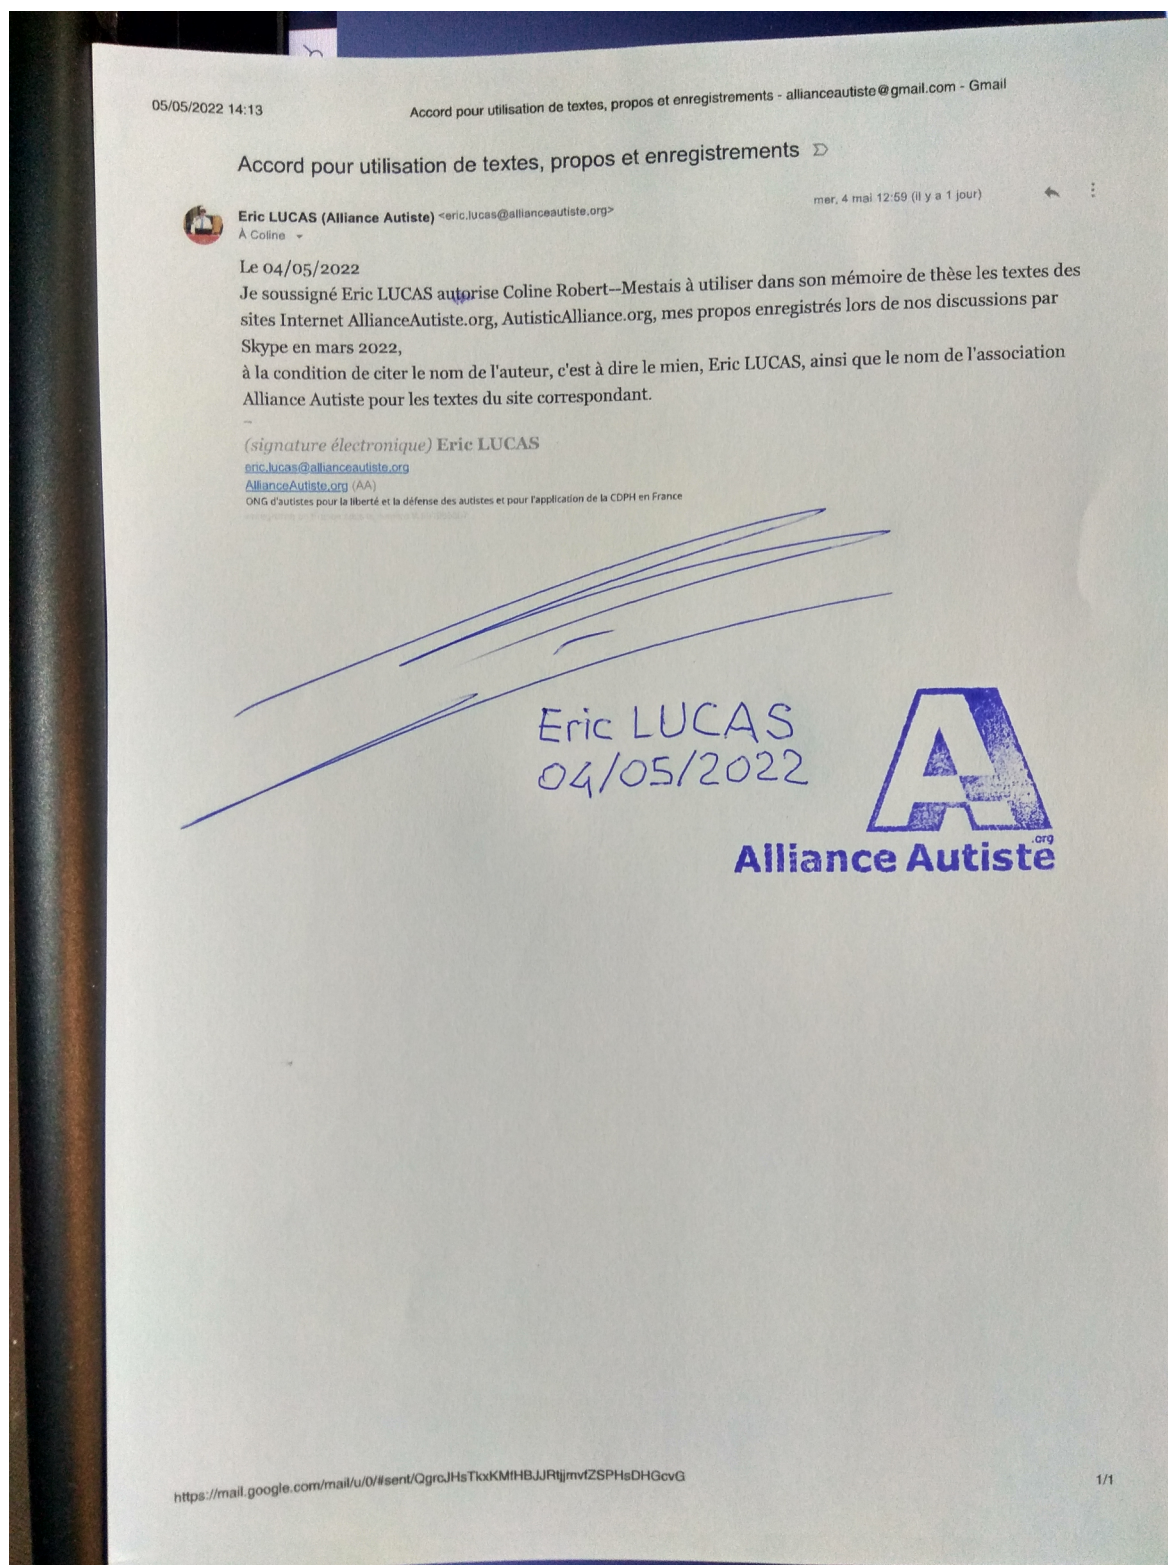 05/05/2022 14:13
Accord pour utilisation de textes, propos et enregistrements - allianceautiste@gmail.com - Gmail
Accord pour utilisation de textes, propos et enregistrements
Eric LUCAS (Alliance Autiste) <eric.lucas@allianceautiste.org>
mer, 4 mai 12:59 (il y a 1 jour)
À Coline
Le 04/05/2022
Je soussigné Eric LUCAS autorise Coline Robert--Mestais à utiliser dans son mémoire de thèse les textes des
sites Internet AllianceAutiste.org, AutisticAlliance.org, mes propos enregistrés lors de nos discussions par
Skype en mars 2022,
à la condition de citer le nom de l'auteur, c'est à dire le mien, Eric LUCAS, ainsi que le nom de l'association
Alliance Autiste pour les textes du site correspondant.
--
(signature électronique) Eric LUCAS
eric.lucas@allianceautiste.org
AllianceAutiste.org (AA)
ONG d'autistes pour la liberté et la défense des autistes et pour l'application de la CDPH en France
Eric LUCAS
04/05/2022
A
.org
Alliance Autiste
https://mail.google.com/mail/u/0/#sent/
1/1